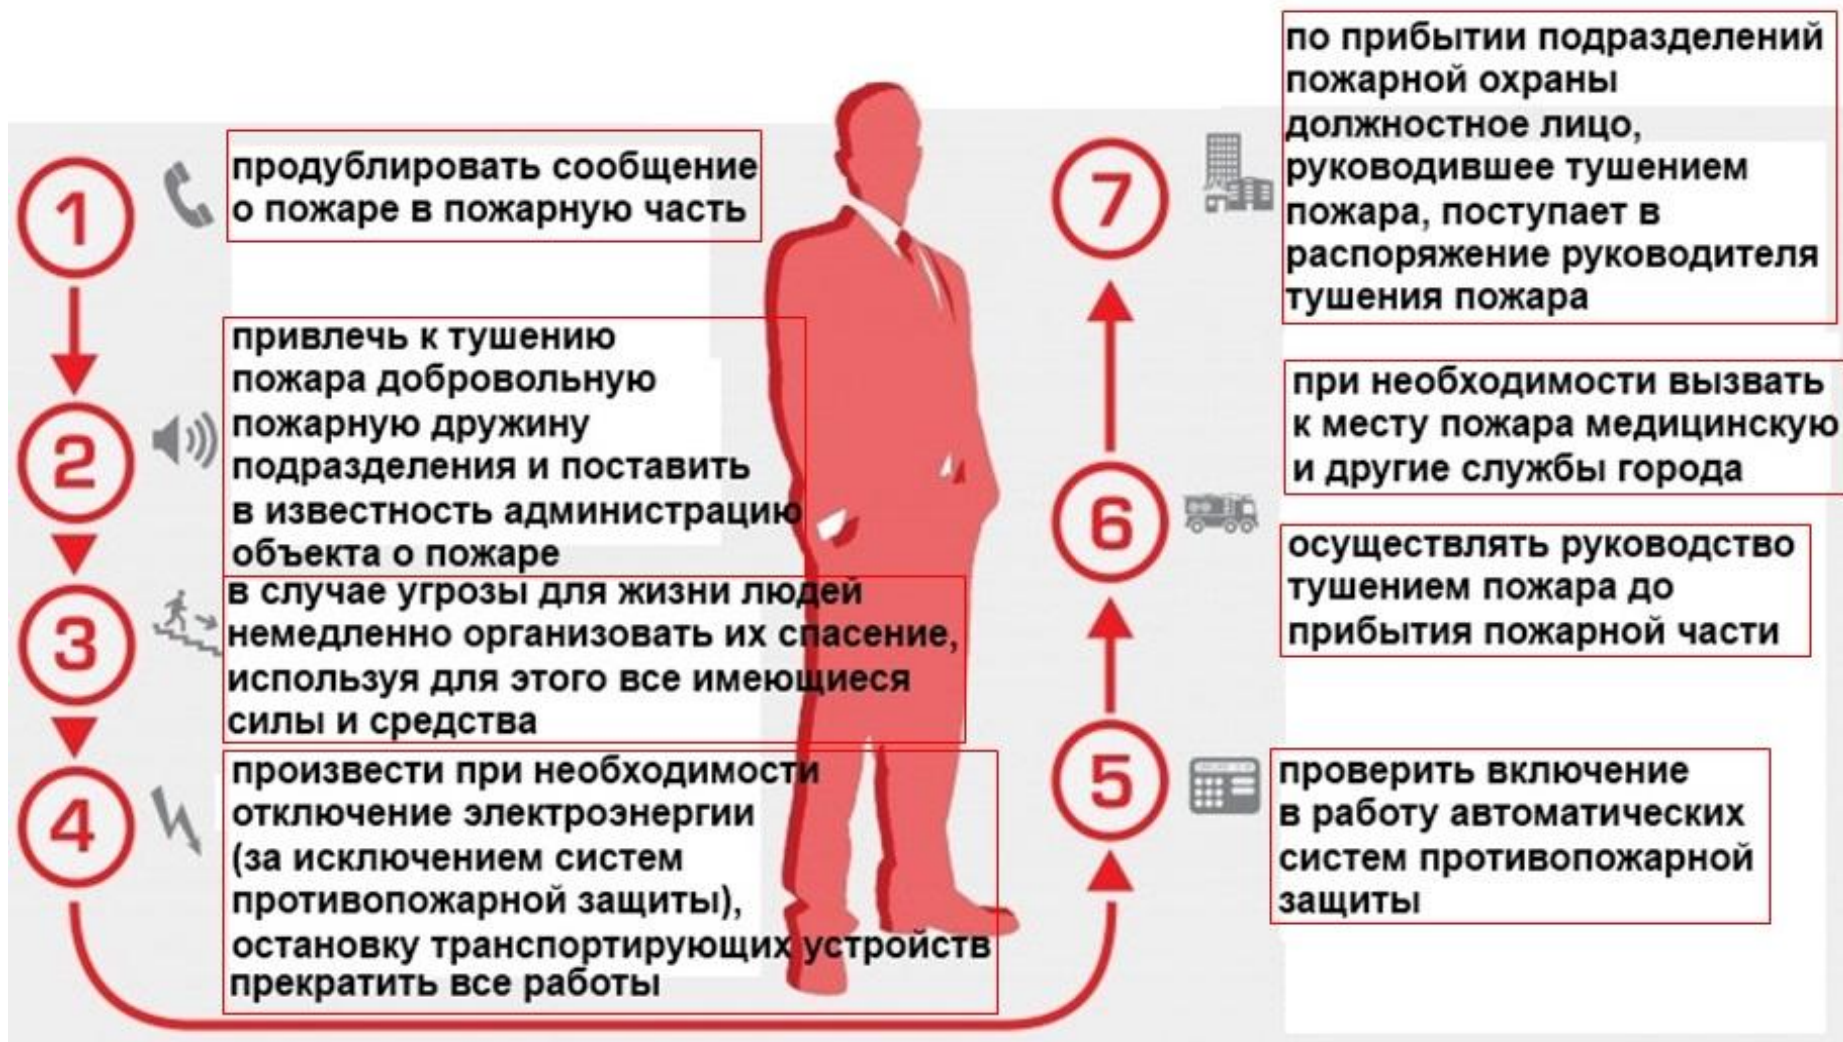 1
продублировать сообщение
о пожаре в пожарную часть
2
привлечь к тушению
пожара добровольную
пожарную дружину
подразделения и поставить
в известность администрацию
объекта о пожаре
3
в случае угрозы для жизни людей
немедленно организовать их спасение,
используя для этого все имеющиеся
силы и средства
4
произвести при необходимости
отключение электроэнергии
(за исключением систем
противопожарной защиты),
остановку транспортирующих устройств
прекратить все работы
5
проверить включение
в работу автоматических
систем противопожарной
защиты
6
при необходимости вызвать
к месту пожара медицинскую
и другие службы города
осуществлять руководство
тушением пожара до
прибытия пожарной части
7
по прибытии подразделений
пожарной охраны
должностное лицо,
руководившее тушением
пожара, поступает в
распоряжение руководителя
тушения пожара